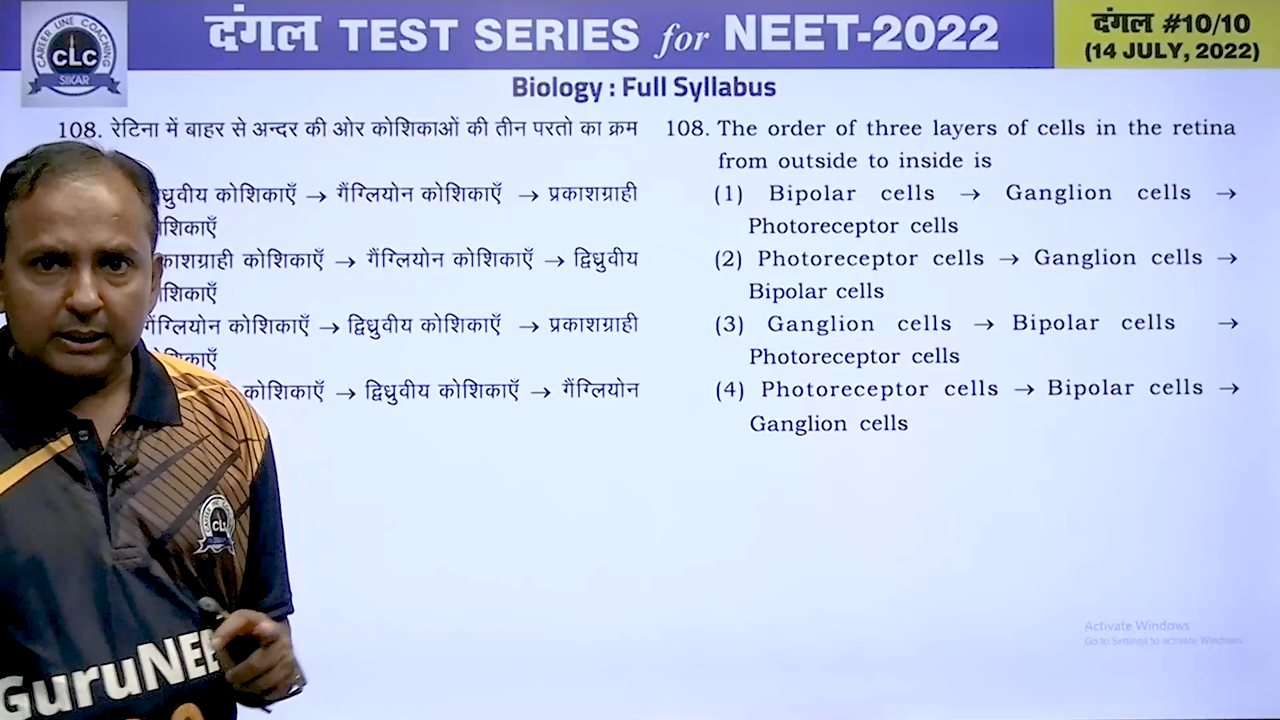 CAREER LINE COACHING
CLC
SIKAR
दंगल TEST SERIES for NEET-2022
दंगल #10/10
(14 JULY, 2022)
Biology : Full Syllabus
108. रेटिना में बाहर से अन्दर की ओर कोशिकाओं की तीन परतो का क्रम
ध्रुवीय कोशिकाएँ → गैंग्लियोन कोशिकाएँ → प्रकाशग्राही
शिकाएँ
काशग्राही कोशिकाएँ → गैंग्लियोन कोशिकाएँ → द्विध्रुवीय
शिकाएँ
गैंग्लियोन कोशिकाएँ → द्विध्रुवीय कोशिकाएँ → प्रकाशग्राही
कोशिकाएँ → द्विध्रुवीय कोशिकाएँ → गैंग्लियोन
108. The order of three layers of cells in the retina
from outside to inside is
(1) Bipolar cells → Ganglion cells →
Photoreceptor cells
(2) Photoreceptor cells → Ganglion cells →
Bipolar cells
(3) Ganglion cells → Bipolar cells →
Photoreceptor cells
(4) Photoreceptor cells → Bipolar cells →
Ganglion cells
GuruNEE
Activate Windows
Go to Settings to activate Windows.